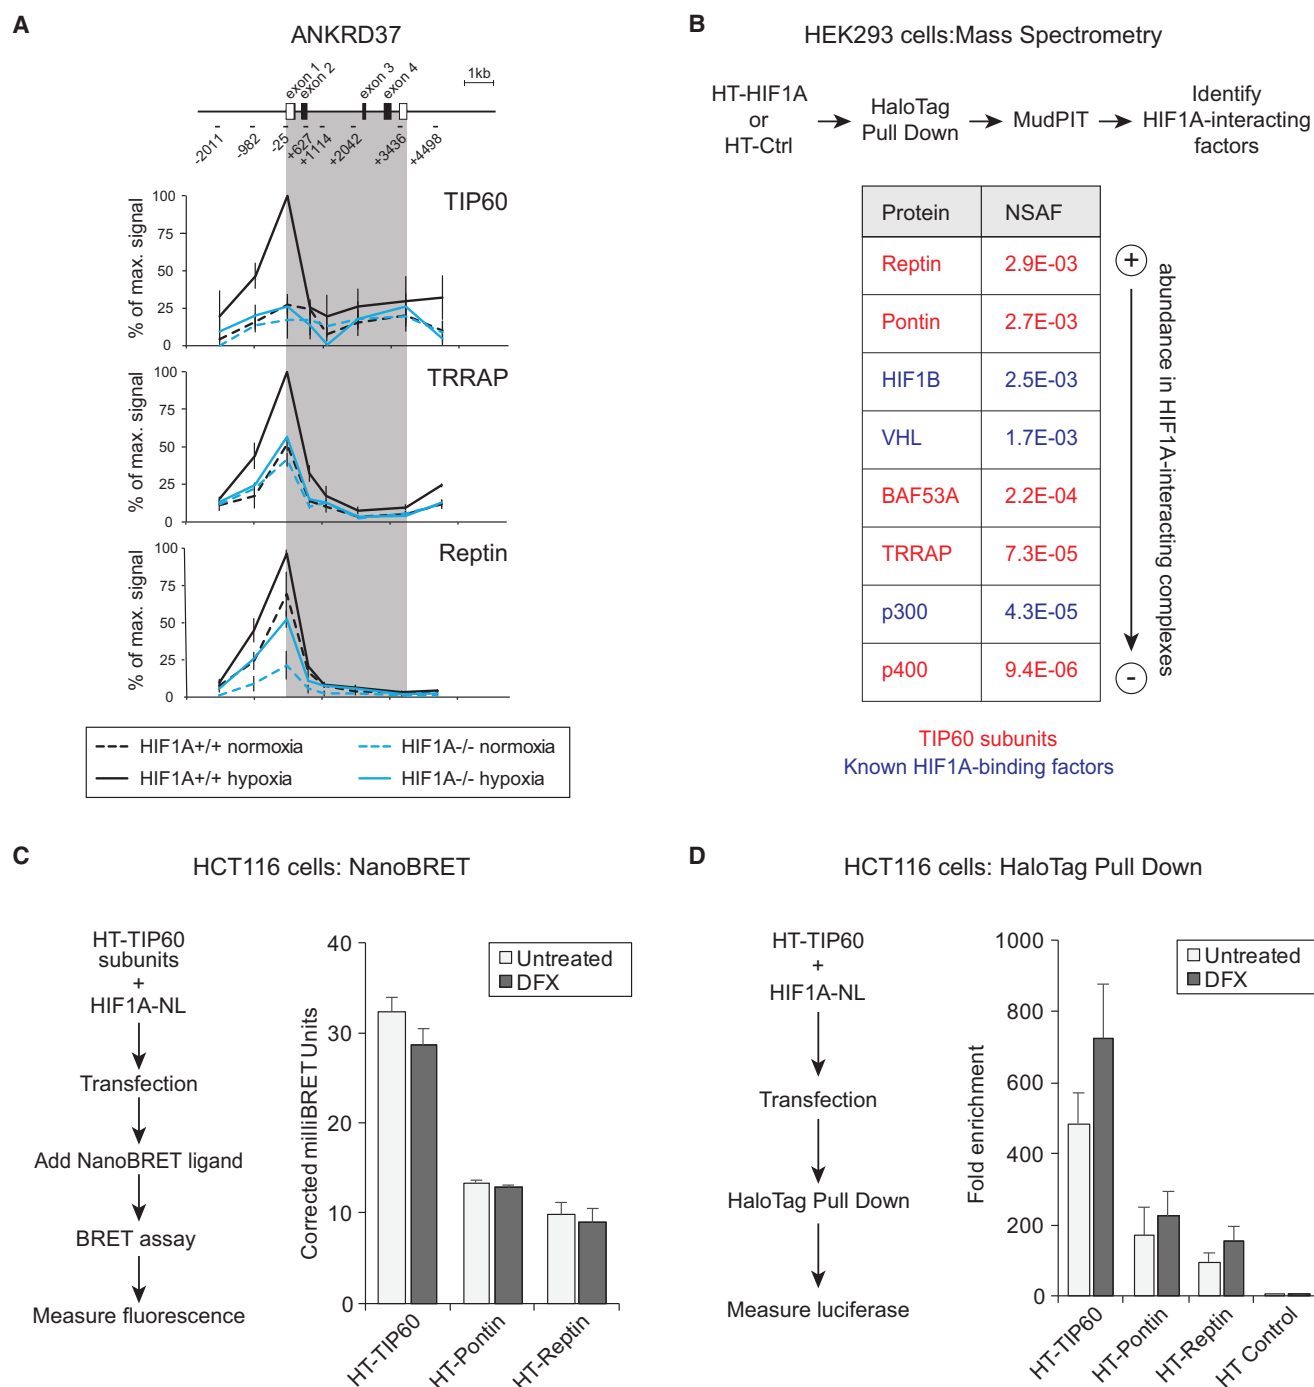 A
ANKRD37
exon 1
exon 2
exon 3
exon 4
1kb
-2011
-982
-25
+627
+1114
+2042
+3436
+4498
TIP60
% of max. signal
100
75
50
25
0
TRRAP
% of max. signal
100
75
50
25
0
Reptin
% of max. signal
100
75
50
25
0
HIF1A+/+ normoxia
HIF1A-/- normoxia
HIF1A+/+ hypoxia
HIF1A-/- hypoxia
B
HEK293 cells:Mass Spectrometry
HT-HIF1A
or
HT-Ctrl
HaloTag
Pull Down
MudPIT
Identify
HIF1A-interacting
factors
Protein NSAF
Reptin 2.9E-03
Pontin 2.7E-03
HIF1B 2.5E-03
VHL 1.7E-03
BAF53A 2.2E-04
TRRAP 7.3E-05
p300 4.3E-05
p400 9.4E-06
+
abundance in HIF1A-interacting complexes
-
TIP60 subunits
Known HIF1A-binding factors
C
HCT116 cells: NanoBRET
HT-TIP60
subunits
+
HIF1A-NL
Transfection
Add NanoBRET ligand
BRET assay
Measure fluorescence
Corrected milliBRET Units
40
30
20
10
0
Untreated
DFX
HT-TIP60
HT-Pontin
HT-Reptin
D
HCT116 cells: HaloTag Pull Down
HT-TIP60
+
HIF1A-NL
Transfection
HaloTag Pull Down
Measure luciferase
Fold enrichment
1000
800
600
400
200
0
Untreated
DFX
HT-TIP60
HT-Pontin
HT-Reptin
HT Control